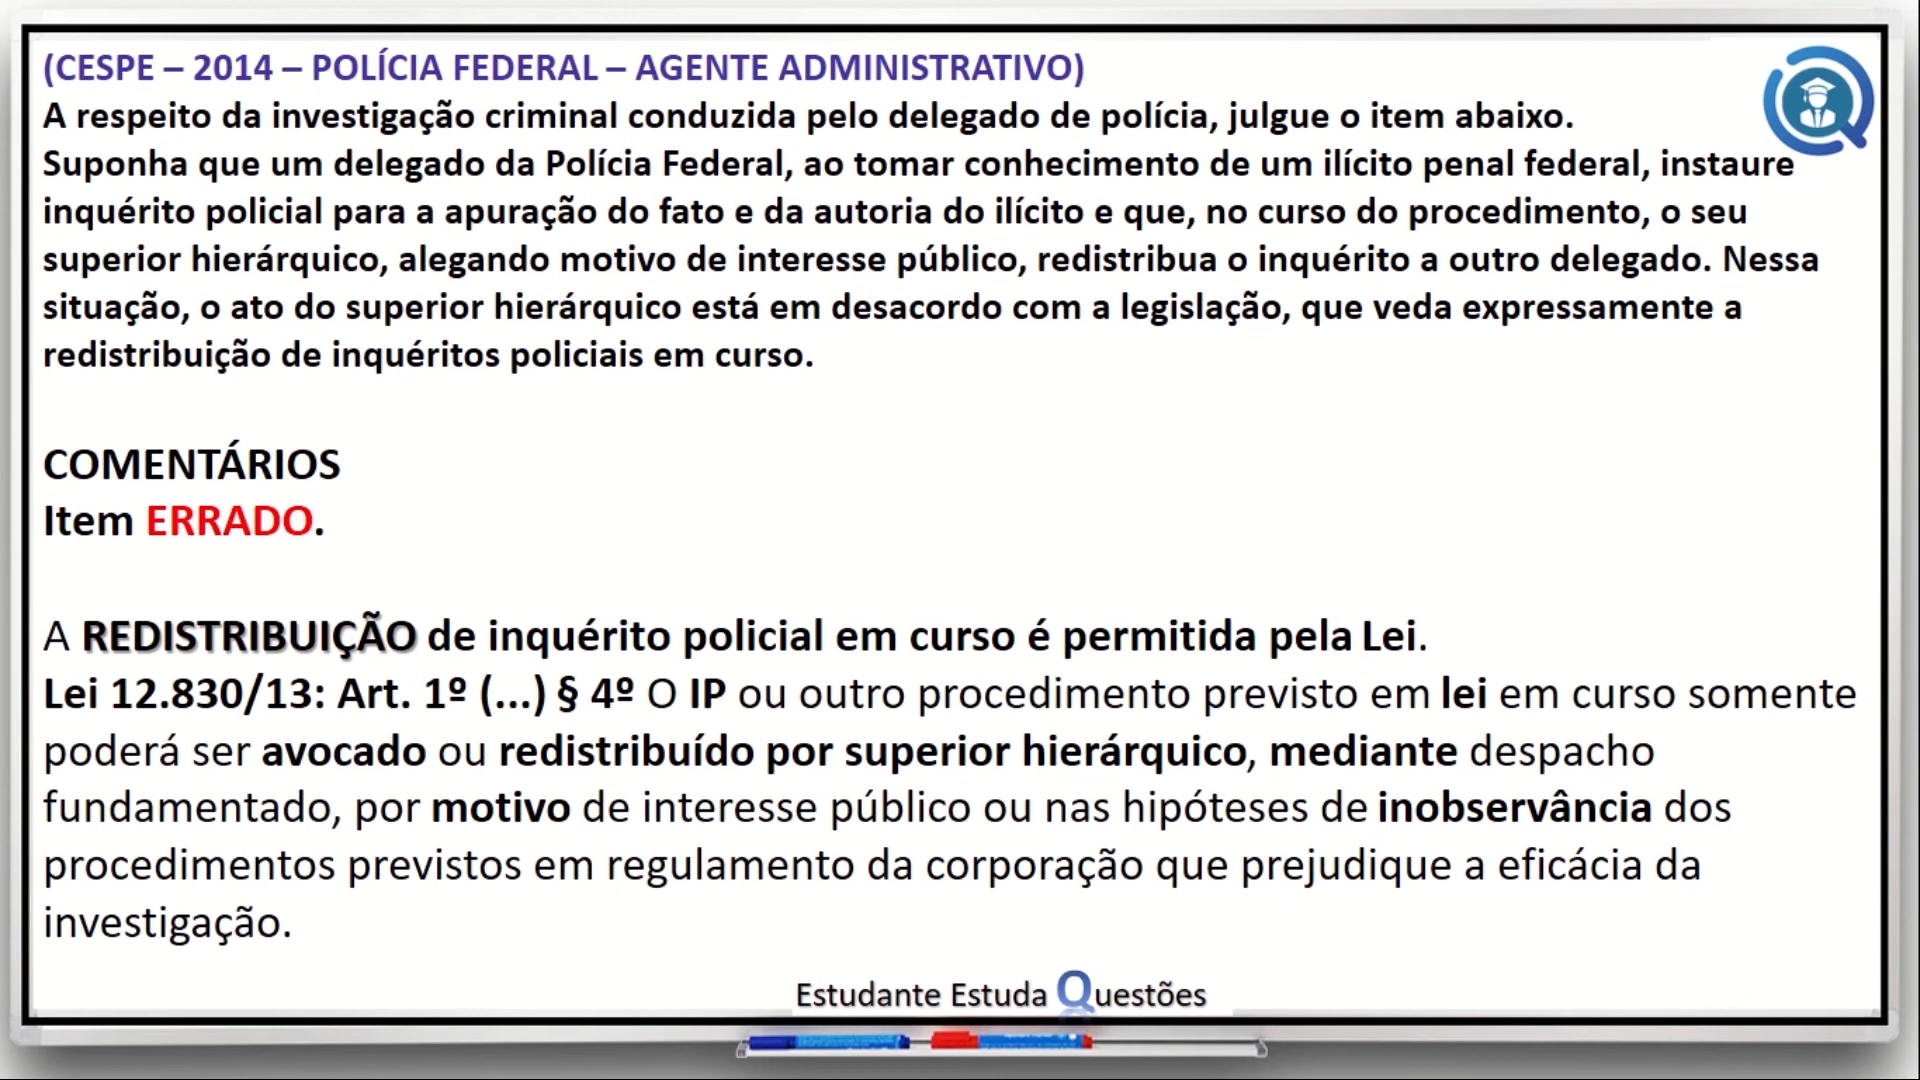 (CESPE – 2014 – POLÍCIA FEDERAL – AGENTE ADMINISTRATIVO)
A respeito da investigação criminal conduzida pelo delegado de polícia, julgue o item abaixo.
Suponha que um delegado da Polícia Federal, ao tomar conhecimento de um ilícito penal federal, instaure
inquérito policial para a apuração do fato e da autoria do ilícito e que, no curso do procedimento, o seu
superior hierárquico, alegando motivo de interesse público, redistribua o inquérito a outro delegado. Nessa
situação, o ato do superior hierárquico está em desacordo com a legislação, que veda expressamente a
redistribuição de inquéritos policiais em curso.
COMENTÁRIOS
Item ERRADO.
A REDISTRIBUIÇÃO de inquérito policial em curso é permitida pela Lei.
Lei 12.830/13: Art. 1º (...) § 4º O IP ou outro procedimento previsto em lei em curso somente
poderá ser avocado ou redistribuído por superior hierárquico, mediante despacho
fundamentado, por motivo de interesse público ou nas hipóteses de inobservância dos
procedimentos previstos em regulamento da corporação que prejudique a eficácia da
investigação.
Estudante Estuda Questões